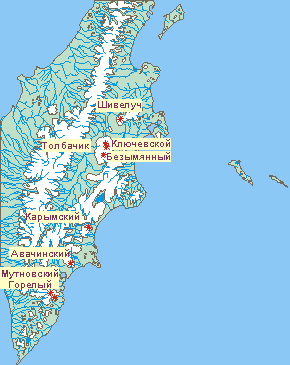 Шивелуч
Толбачик
Ключевской
Безымянный
Карымский
Авачинский
Мутновский
Горелый